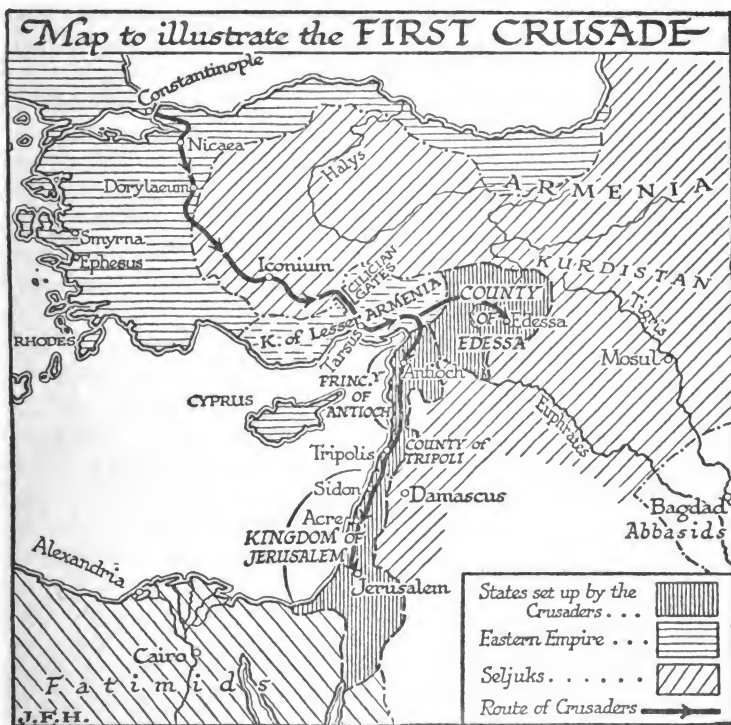 Map to illustrate the FIRST CRUSADE
Constantinople
Nicaea
Dorylaeum
Halys
ARMENIA
Smyrna
Ephesus
Iconium
CILICIAN
GATES
KURDISTAN
K. of Lesser ARMENIA
COUNTY
OF
EDESSA
Edessa
Tigris
RHODES
Tarsus
Mosul
Antioch
PRINC.Y
OF
ANTIOCH
CYPRUS
Euphrates
Tripolis
COUNTY of
TRIPOLI
Sidon
Damascus
Acre
Bagdad
Abbasids
KINGDOM OF
JERUSALEM
Alexandria
Jerusalem
Cairo
Fatimids
J.F.H.
States set up by the
Crusaders . . .
Eastern Empire . . .
Seljuks . . . . . .
Route of Crusaders